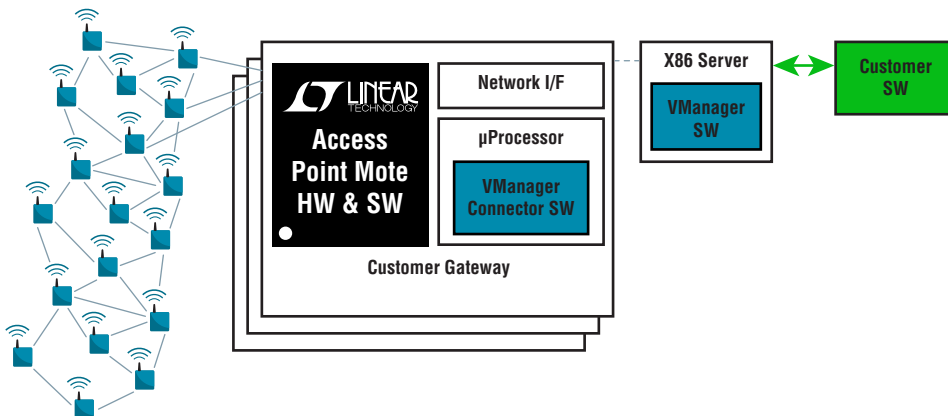 LINEAR
TECHNOLOGY
Access
Point Mote
HW & SW
Network I/F
µProcessor
VManager
Connector SW
Customer Gateway
X86 Server
VManager
SW
Customer
SW